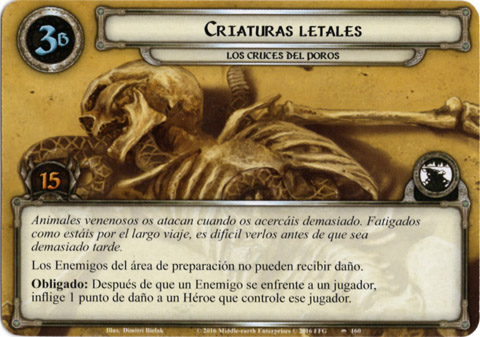 3B
CRIATURAS LETALES
LOS CRUCES DEL POROS
15
Animales venenosos os atacan cuando os acercáis demasiado. Fatigados
como estáis por el largo viaje, es difícil verlos antes de que sea
demasiado tarde.
Los Enemigos del área de preparación no pueden recibir daño.
Obligado: Después de que un Enemigo se enfrente a un jugador,
inflige 1 punto de daño a un Héroe que controle ese jugador.
Ilus. Dimitri Bielak © 2016 Middle-earth Enterprises © 2016 FFG 160